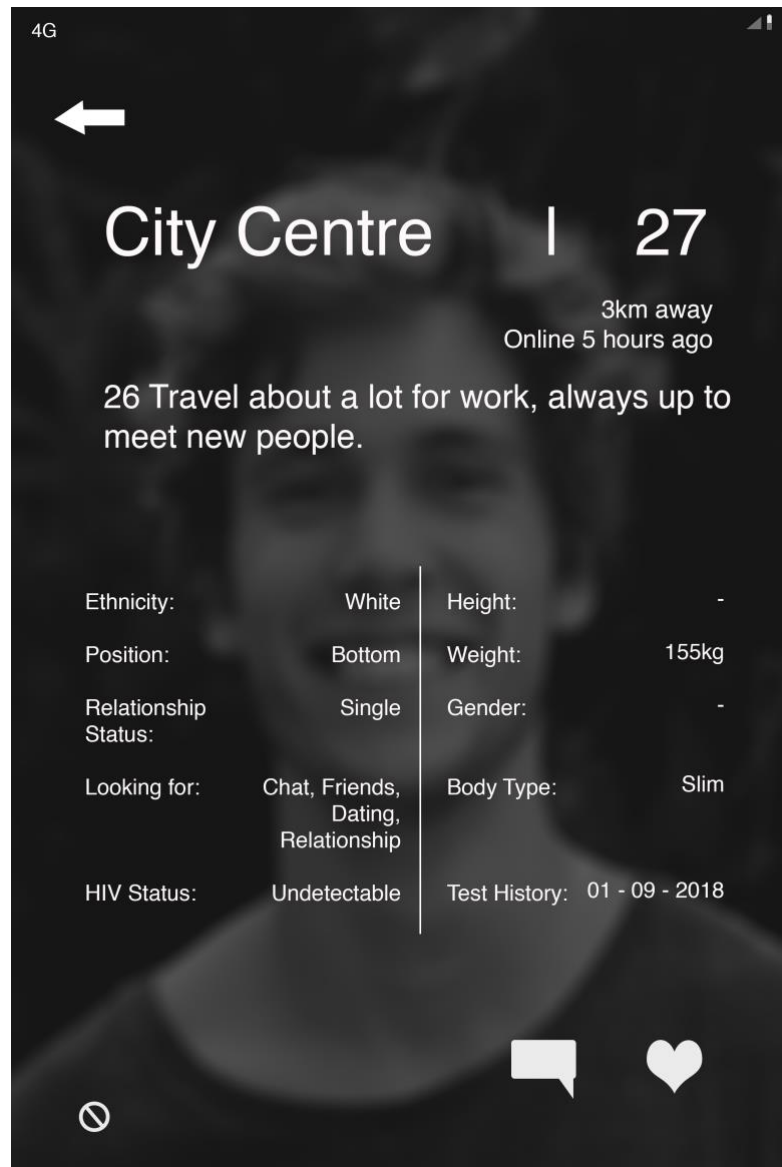 4G
City Centre | 27
3km away
Online 5 hours ago
26 Travel about a lot for work, always up to
meet new people.
Ethnicity: White
Position: Bottom
Relationship Status: Single
Looking for: Chat, Friends,
Dating,
Relationship
HIV Status: Undetectable
Height: -
Weight: 155kg
Gender: -
Body Type: Slim
Test History: 01 - 09 - 2018